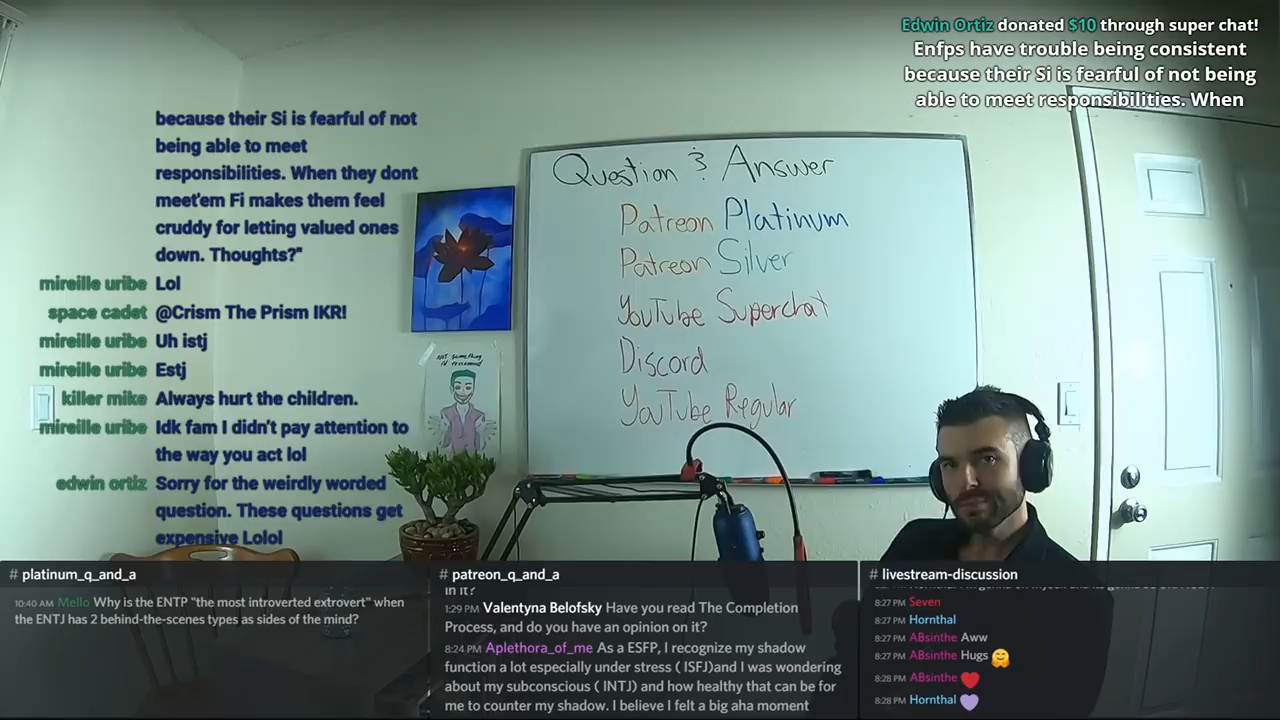 Edwin Ortiz donated $10 through super chat!
Enfps have trouble being consistent
because their Si is fearful of not being
able to meet responsibilities. When
because their Si is fearful of not
being able to meet
responsibilities. When they dont
meet'em Fi makes them feel
cruddy for letting valued ones
down. Thoughts?"
mireille uribe Lol
space cadet @Crism The Prism IKR!
mireille uribe Uh istj
mireille uribe Estj
killer mike Always hurt the children.
mireille uribe Idk fam I didn't pay attention to
the way you act lol
edwin ortiz Sorry for the weirdly worded
question. These questions get
expensive Lolol
Question & Answer
Patreon Platinum
Patreon Silver
YouTube Superchat
Discord
YouTube Regular
NOT something
# platinum_q_and_a
10:40 AM Mello Why is the ENTP "the most introverted extrovert" when
the ENTJ has 2 behind-the-scenes types as sides of the mind?
# patreon_q_and_a
in it?
1:29 PM Valentyna Belofsky Have you read The Completion
Process, and do you have an opinion on it?
8:24 PM Aplethora_of_me As a ESFP, I recognize my shadow
function a lot especially under stress ( ISFJ)and I was wondering
about my subconscious ( INTJ) and how healthy that can be for
me to counter my shadow. I believe I felt a big aha moment
# livestream-discussion
8:27 PM Seven
8:27 PM Hornthal
8:27 PM ABsinthe Aww
8:27 PM ABsinthe Hugs 🤗
8:28 PM ABsinthe ❤️
8:28 PM Hornthal 💜